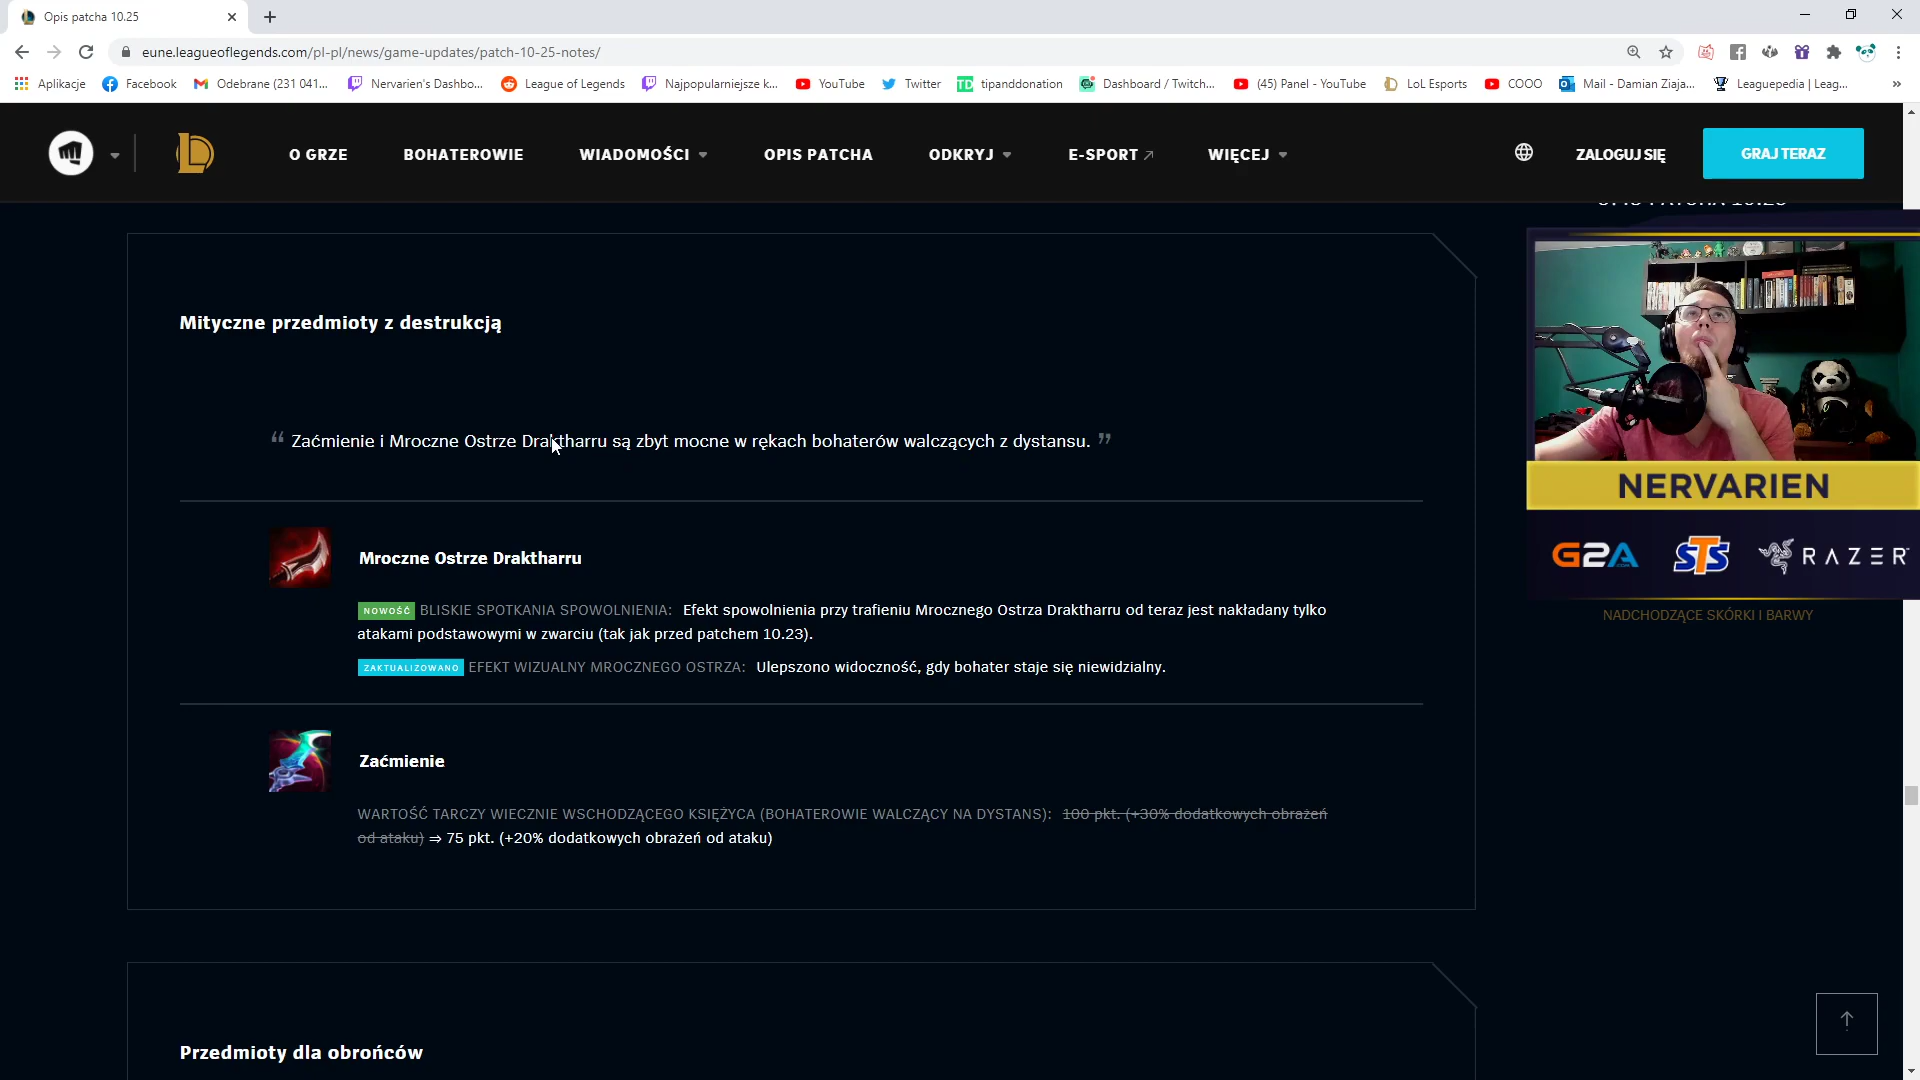 Opis patcha 10.25
eune.leagueoflegends.com/pl-pl/news/game-updates/patch-10-25-notes/
Aplikacje Facebook Odebrane (231 041... Nervarien's Dashbo... League of Legends Najpopularniejsze k... YouTube Twitter tipanddonation Dashboard / Twitch... (45) Panel - YouTube LoL Esports COOO Mail - Damian Ziaja... Leaguepedia | Leag... »
O GRZE BOHATEROWIE WIADOMOŚCI OPIS PATCHA ODKRYJ E-SPORT WIĘCEJ ZALOGUJ SIĘ GRAJ TERAZ
Mityczne przedmioty z destrukcją
“ Zaćmienie i Mroczne Ostrze Draktharru są zbyt mocne w rękach bohaterów walczących z dystansu. ”
NERVARIEN
G2A STS RAZER
Mroczne Ostrze Draktharru
NOWOŚĆ BLISKIE SPOTKANIA SPOWOLNIENIA: Efekt spowolnienia przy trafieniu Mrocznego Ostrza Draktharru od teraz jest nakładany tylko
atakami podstawowymi w zwarciu (tak jak przed patchem 10.23).
NADCHODZĄCE SKÓRKI I BARWY
ZAKTUALIZOWANO EFEKT WIZUALNY MROCZNEGO OSTRZA: Ulepszono widoczność, gdy bohater staje się niewidzialny.
Zaćmienie
WARTOŚĆ TARCZY WIECZNIE WSCHODZĄCEGO KSIĘŻYCA (BOHATEROWIE WALCZĄCY NA DYSTANS): 100 pkt. (+30% dodatkowych obrażeń
od ataku) ⇒ 75 pkt. (+20% dodatkowych obrażeń od ataku)
Przedmioty dla obrońców